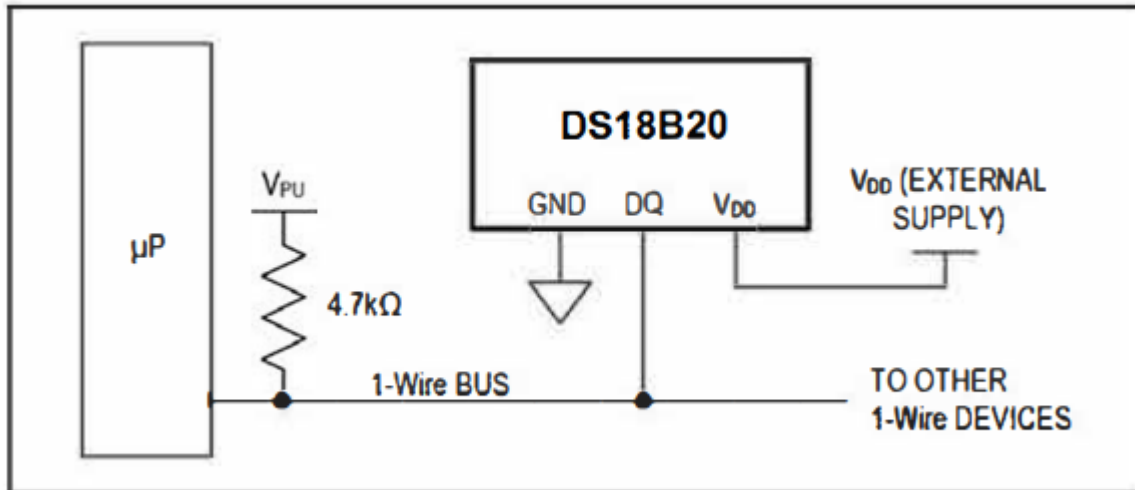 DS18B20
GND DQ VDD
VPU
VDD (EXTERNAL
SUPPLY)
µP
4.7kΩ
1-Wire BUS
TO OTHER
1-Wire DEVICES